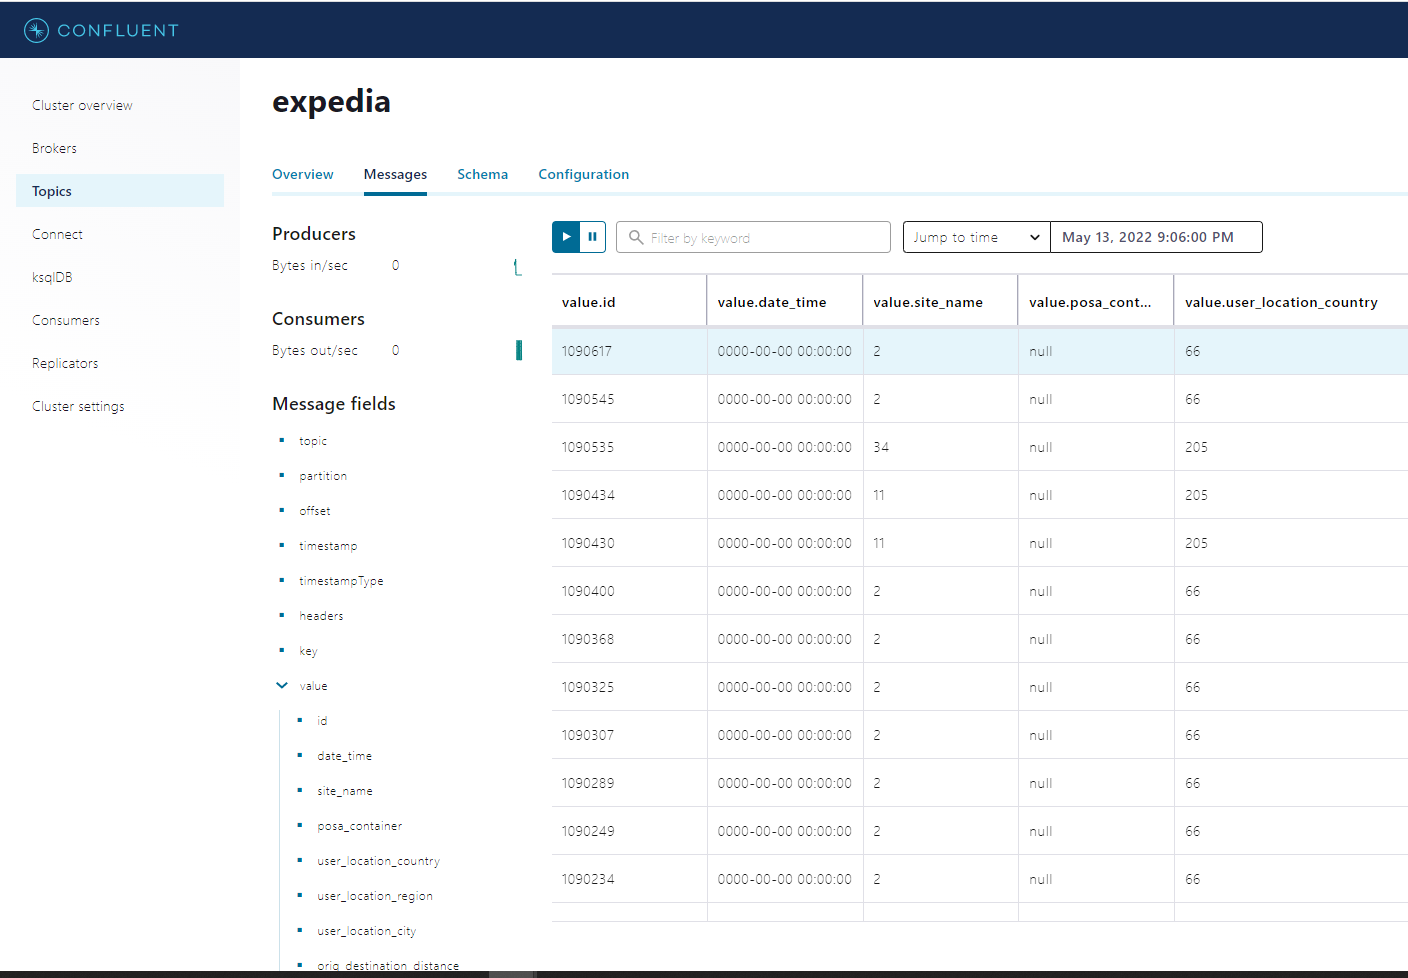 CONFLUENT
Cluster overview
Brokers
Topics
Connect
ksqlDB
Consumers
Replicators
Cluster settings
expedia
Overview Messages Schema Configuration
Producers
Bytes in/sec 0
Consumers
Bytes out/sec 0
Message fields
topic
partition
offset
timestamp
timestampType
headers
key
value
id
date_time
site_name
posa_container
user_location_country
user_location_region
user_location_city
orig_destination_distance
Filter by keyword Jump to time May 13, 2022 9:06:00 PM
value.id value.date_time value.site_name value.posa_cont... value.user_location_country
1090617 0000-00-00 00:00:00 2 null 66
1090545 0000-00-00 00:00:00 2 null 66
1090535 0000-00-00 00:00:00 34 null 205
1090434 0000-00-00 00:00:00 11 null 205
1090430 0000-00-00 00:00:00 11 null 205
1090400 0000-00-00 00:00:00 2 null 66
1090368 0000-00-00 00:00:00 2 null 66
1090325 0000-00-00 00:00:00 2 null 66
1090307 0000-00-00 00:00:00 2 null 66
1090289 0000-00-00 00:00:00 2 null 66
1090249 0000-00-00 00:00:00 2 null 66
1090234 0000-00-00 00:00:00 2 null 66